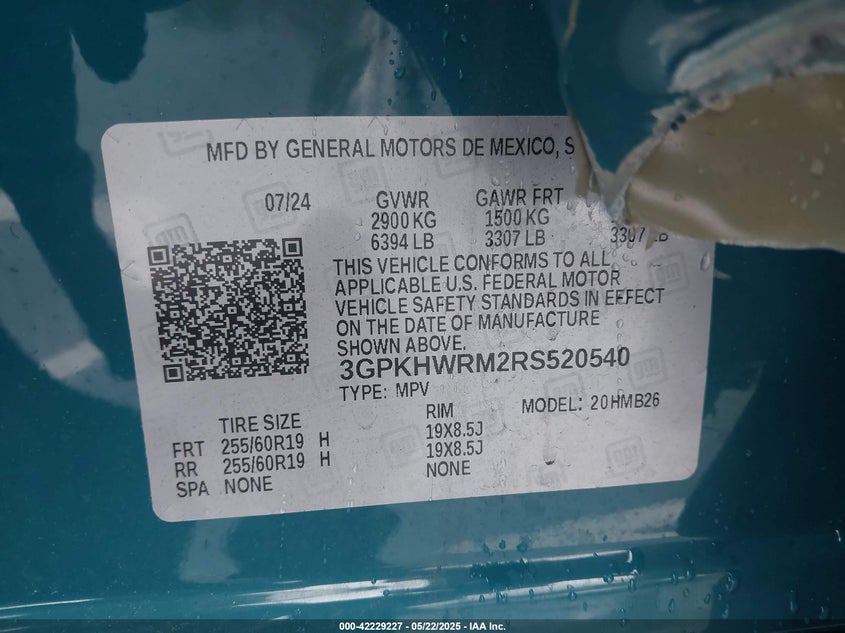 MFD BY GENERAL MOTORS DE MEXICO, S
07/24 GVWR GAWR FRT
2900 KG 1500 KG
6394 LB 3307 LB
THIS VEHICLE CONFORMS TO ALL
APPLICABLE U.S. FEDERAL MOTOR
VEHICLE SAFETY STANDARDS IN EFFECT
ON THE DATE OF MANUFACTURE
SHOWN ABOVE.
3GPKHWRM2RS520540
TYPE: MPV
MODEL: 20HMB26
TIRE SIZE RIM
FRT 255/60R19 H 19X8.5J
RR 255/60R19 H 19X8.5J
SPA NONE NONE
000-42229227 - 05/22/2025 - IAA Inc.